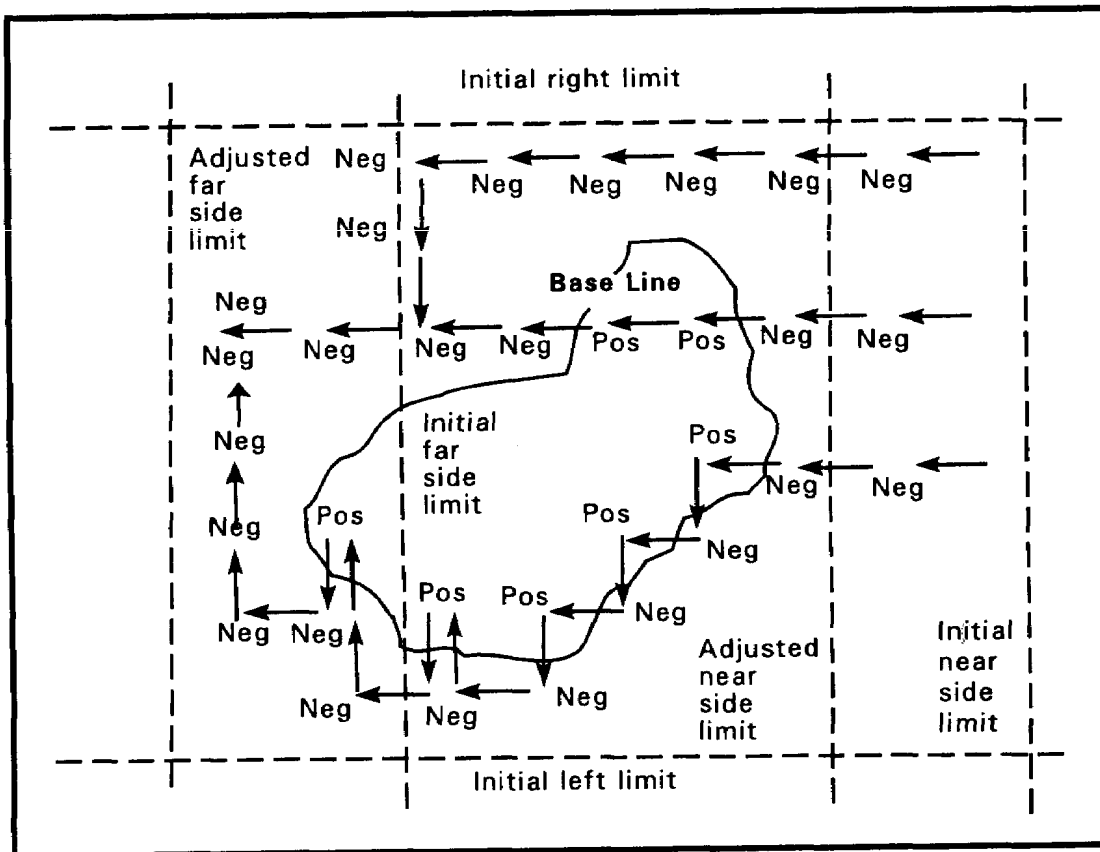 Initial right limit
Adjusted
far
side
limit
Neg
Neg
Neg
Neg
Neg
Neg
Neg
Base Line
Neg
Neg
Neg
Neg
Neg
Pos
Pos
Neg
Neg
Initial
far
side
limit
Pos
Neg
Neg
Neg
Neg
Pos
Pos
Neg
Pos
Pos
Neg
Neg
Neg
Neg
Neg
Neg
Adjusted
near
side
limit
Initial
near
side
limit
Initial left limit